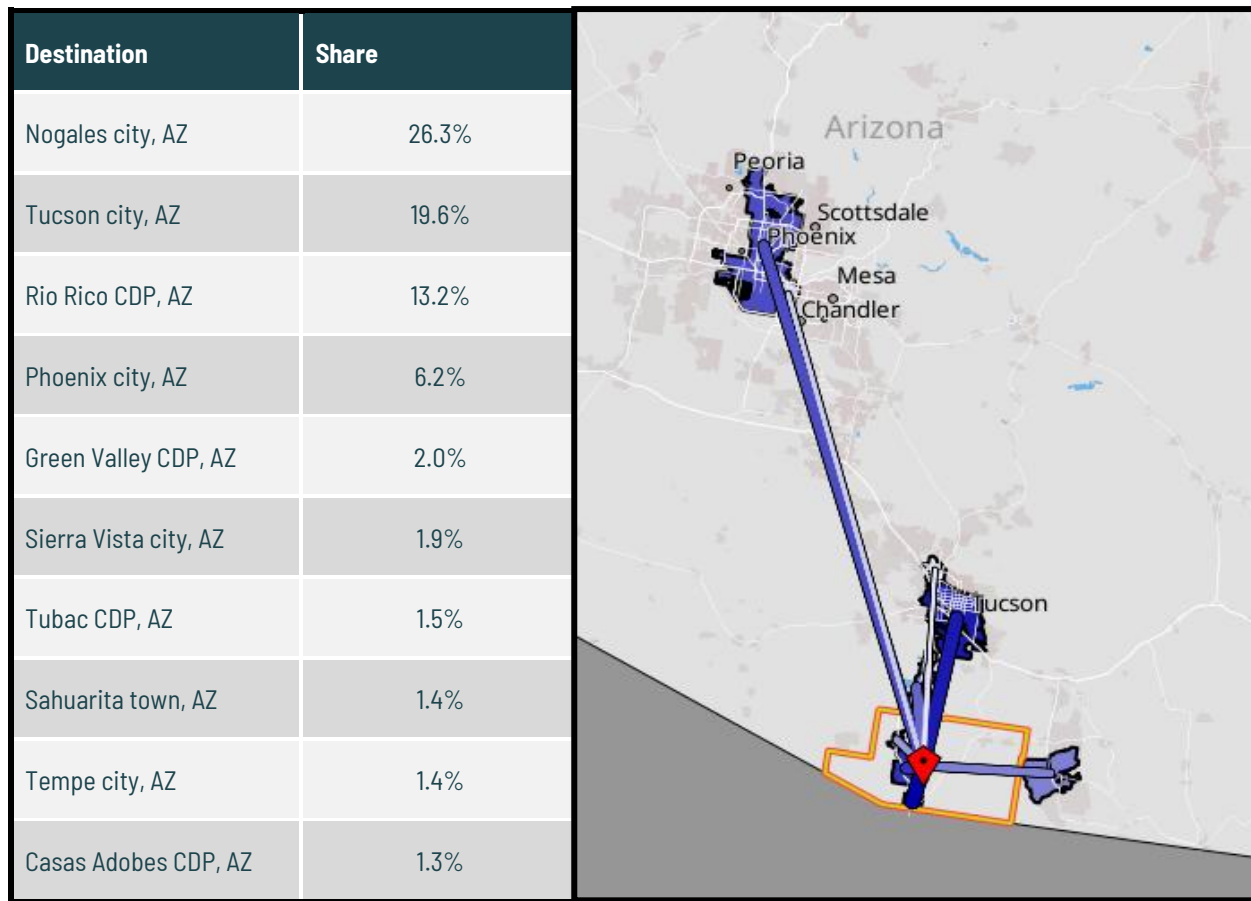 Destination Share
Nogales city, AZ 26.3%
Tucson city, AZ 19.6%
Rio Rico CDP, AZ 13.2%
Phoenix city, AZ 6.2%
Green Valley CDP, AZ 2.0%
Sierra Vista city, AZ 1.9%
Tubac CDP, AZ 1.5%
Sahuarita town, AZ 1.4%
Tempe city, AZ 1.4%
Casas Adobes CDP, AZ 1.3%
Arizona
Peoria
Scottsdale
Phoenix
Mesa
Chandler
Tucson